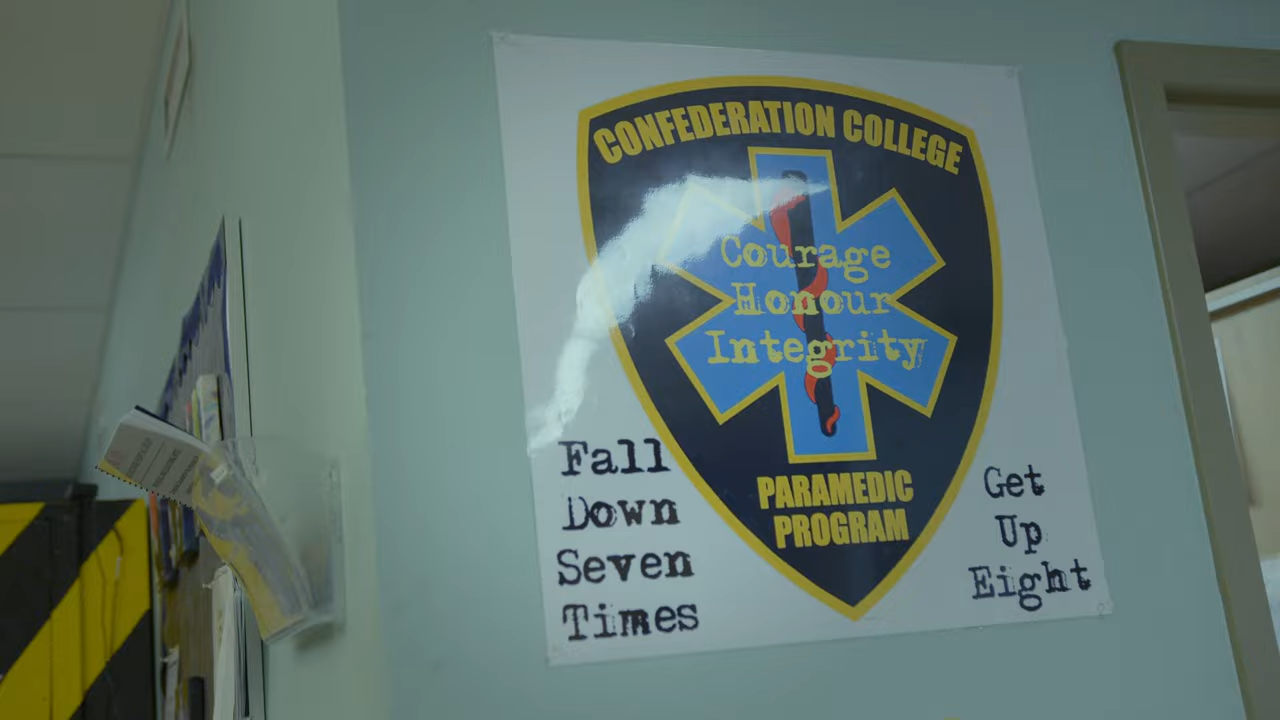 CONFEDERATION COLLEGE
Courage
Honour
Integrity
PARAMEDIC
PROGRAM
Fall
Down
Seven
Times
Get
Up
Eight